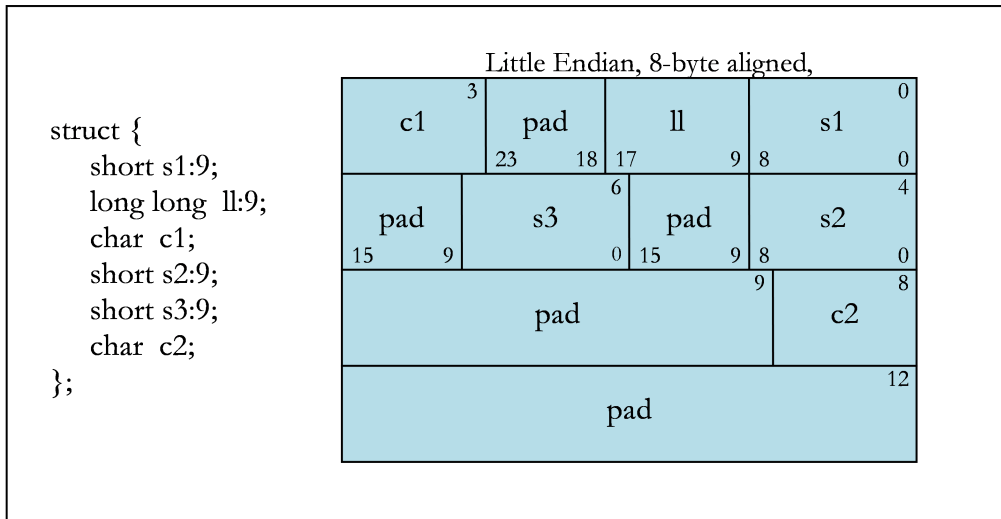 Little Endian, 8-byte aligned,
struct {
short s1:9;
long long ll:9;
char c1;
short s2:9;
short s3:9;
char c2;
};
3 0
c1 pad ll s1
23 18 17 9 8 0
6 4
pad s3 pad s2
15 9 0 15 9 8 0
9 8
pad c2
12
pad